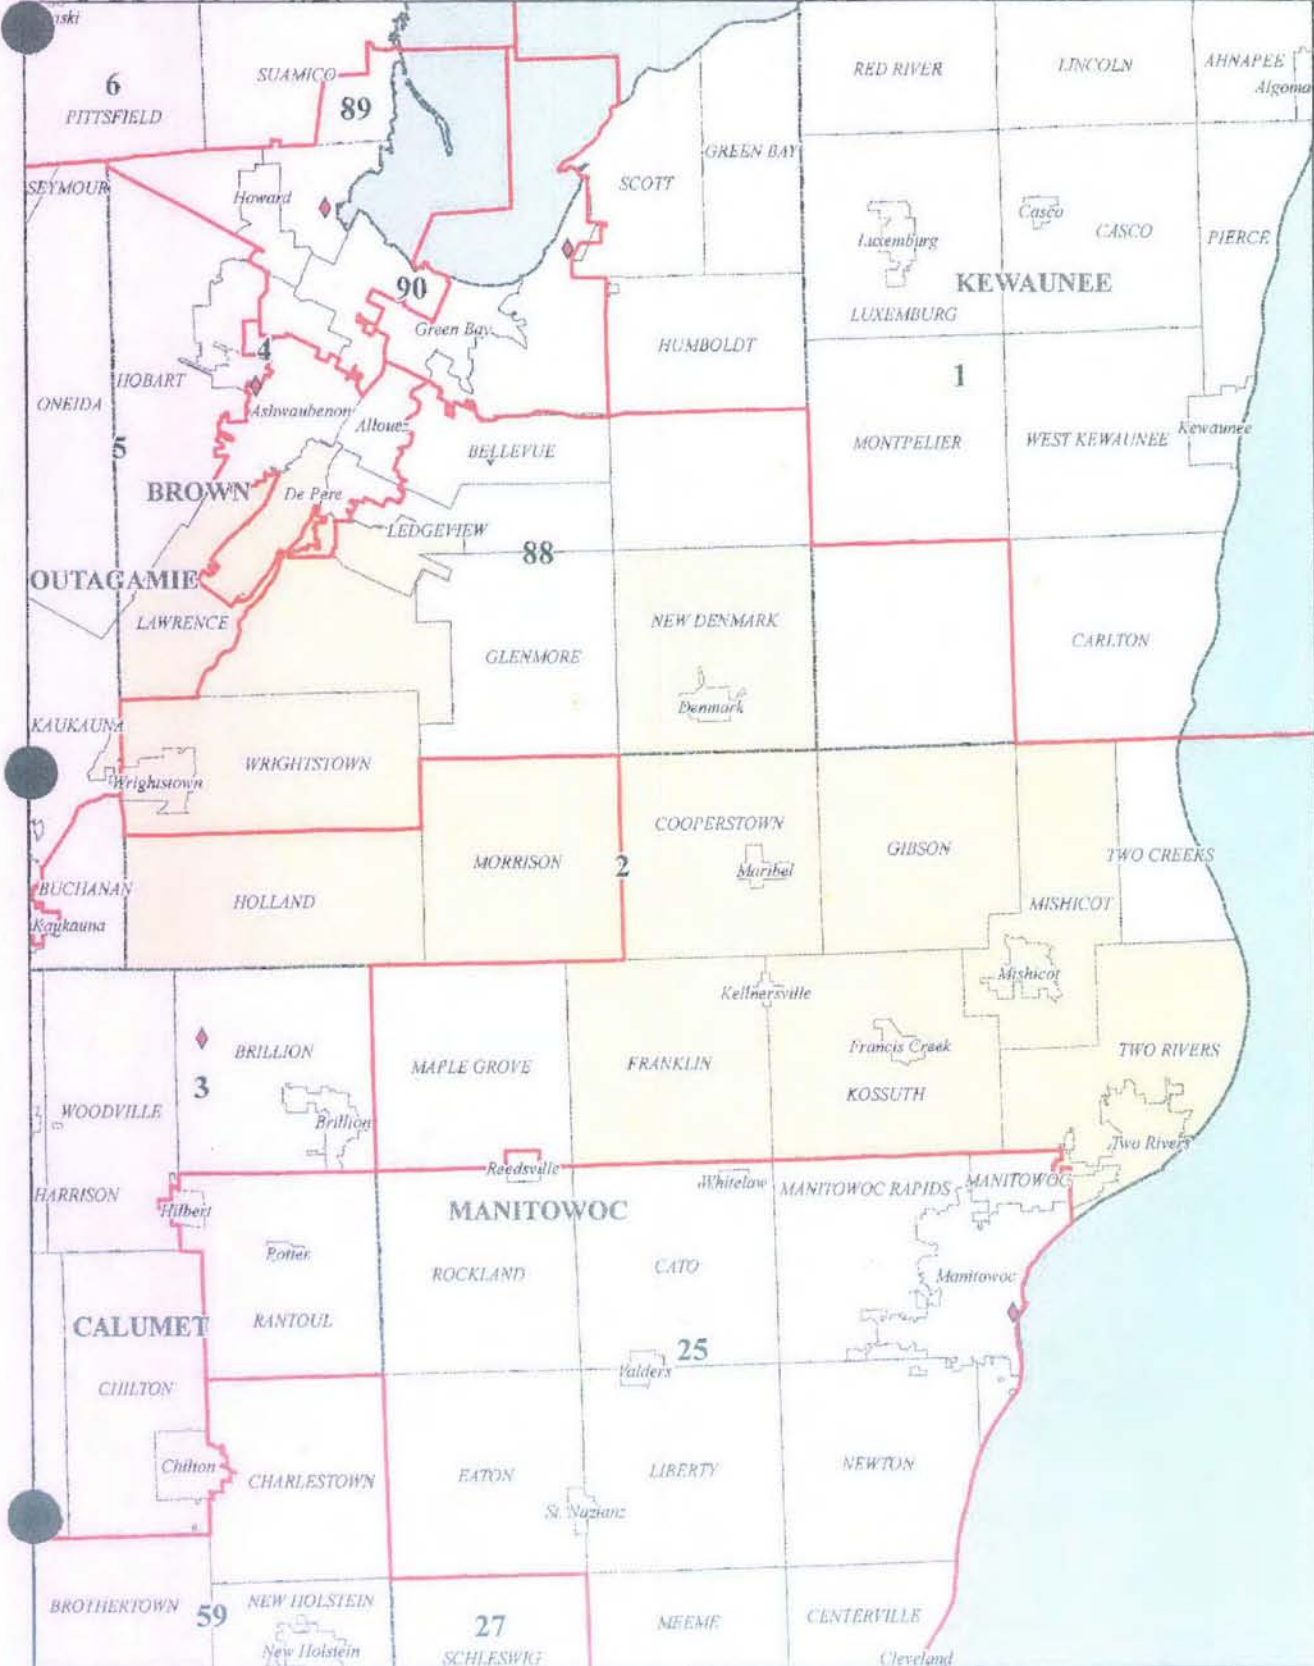 6
PITTSFIELD
SUAMICO
89
RED RIVER
LINCOLN
AHNAPEE
Algoma
SEYMOUR
Howard
SCOTT
GREEN BAY
Luxemburg
Casco
CASCO
PIERCE
KEWAUNEE
LUXEMBURG
90
Green Bay
HUMBOLDT
4
HOBART
ONEIDA
Ashwaubenon
Allouez
1
5
BELLEVUE
MONTPELIER
WEST KEWAUNEE
Kewaunee
BROWN
De Pere
LEDGEVIEW
88
OUTAGAMIE
LAWRENCE
NEW DENMARK
GLENMORE
CARLTON
Denmark
KAUKAUNA
WRIGHTSTOWN
Wrightstown
COOPERSTOWN
MORRISON
2
Maribel
GIBSON
TWO CREEKS
BUCHANAN
HOLLAND
MISHICOT
Kaukauna
Mishicot
Kellnersville
BRILLION
MAPLE GROVE
FRANKLIN
Francis Creek
TWO RIVERS
3
KOSSUTH
WOODVILLE
Brillion
Two Rivers
Reedsville
Whitelaw
MANITOWOC RAPIDS
MANITOWOC
HARRISON
Hilbert
MANITOWOC
Potter
ROCKLAND
CATO
Manitowoc
CALUMET
RANTOUL
25
Valders
CHILTON
Chilton
CHARLESTOWN
EATON
LIBERTY
NEWTON
St. Nazianz
BROTHERTOWN
59
NEW HOLSTEIN
New Holstein
27
SCHLESWIG
MEEME
CENTERVILLE
Cleveland